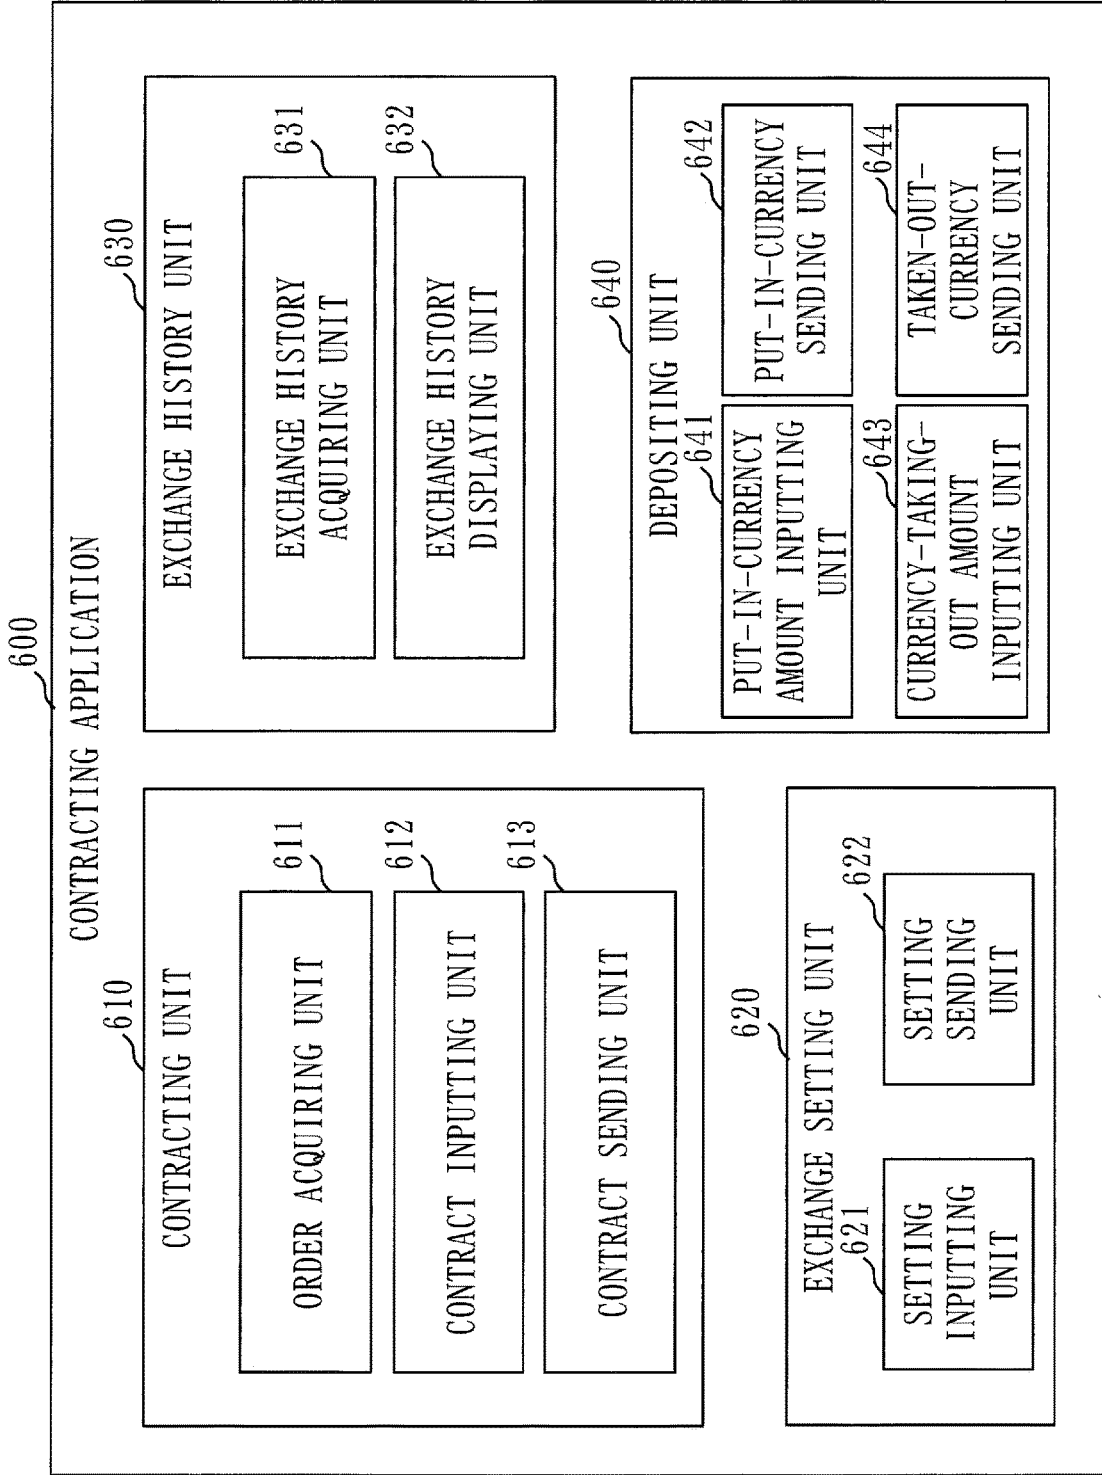 600
CONTRACTING APPLICATION
610
CONTRACTING UNIT
611
ORDER ACQUIRING UNIT
612
CONTRACT INPUTTING UNIT
613
CONTRACT SENDING UNIT
620
EXCHANGE SETTING UNIT
621
SETTING
INPUTTING
UNIT
622
SETTING
SENDING
UNIT
630
EXCHANGE HISTORY UNIT
631
EXCHANGE HISTORY
ACQUIRING UNIT
632
EXCHANGE HISTORY
DISPLAYING UNIT
640
DEPOSITING UNIT
641
PUT-IN-CURRENCY
AMOUNT INPUTTING
UNIT
642
PUT-IN-CURRENCY
SENDING UNIT
643
CURRENCY-TAKING-
OUT AMOUNT
INPUTTING UNIT
644
TAKEN-OUT-
CURRENCY
SENDING UNIT